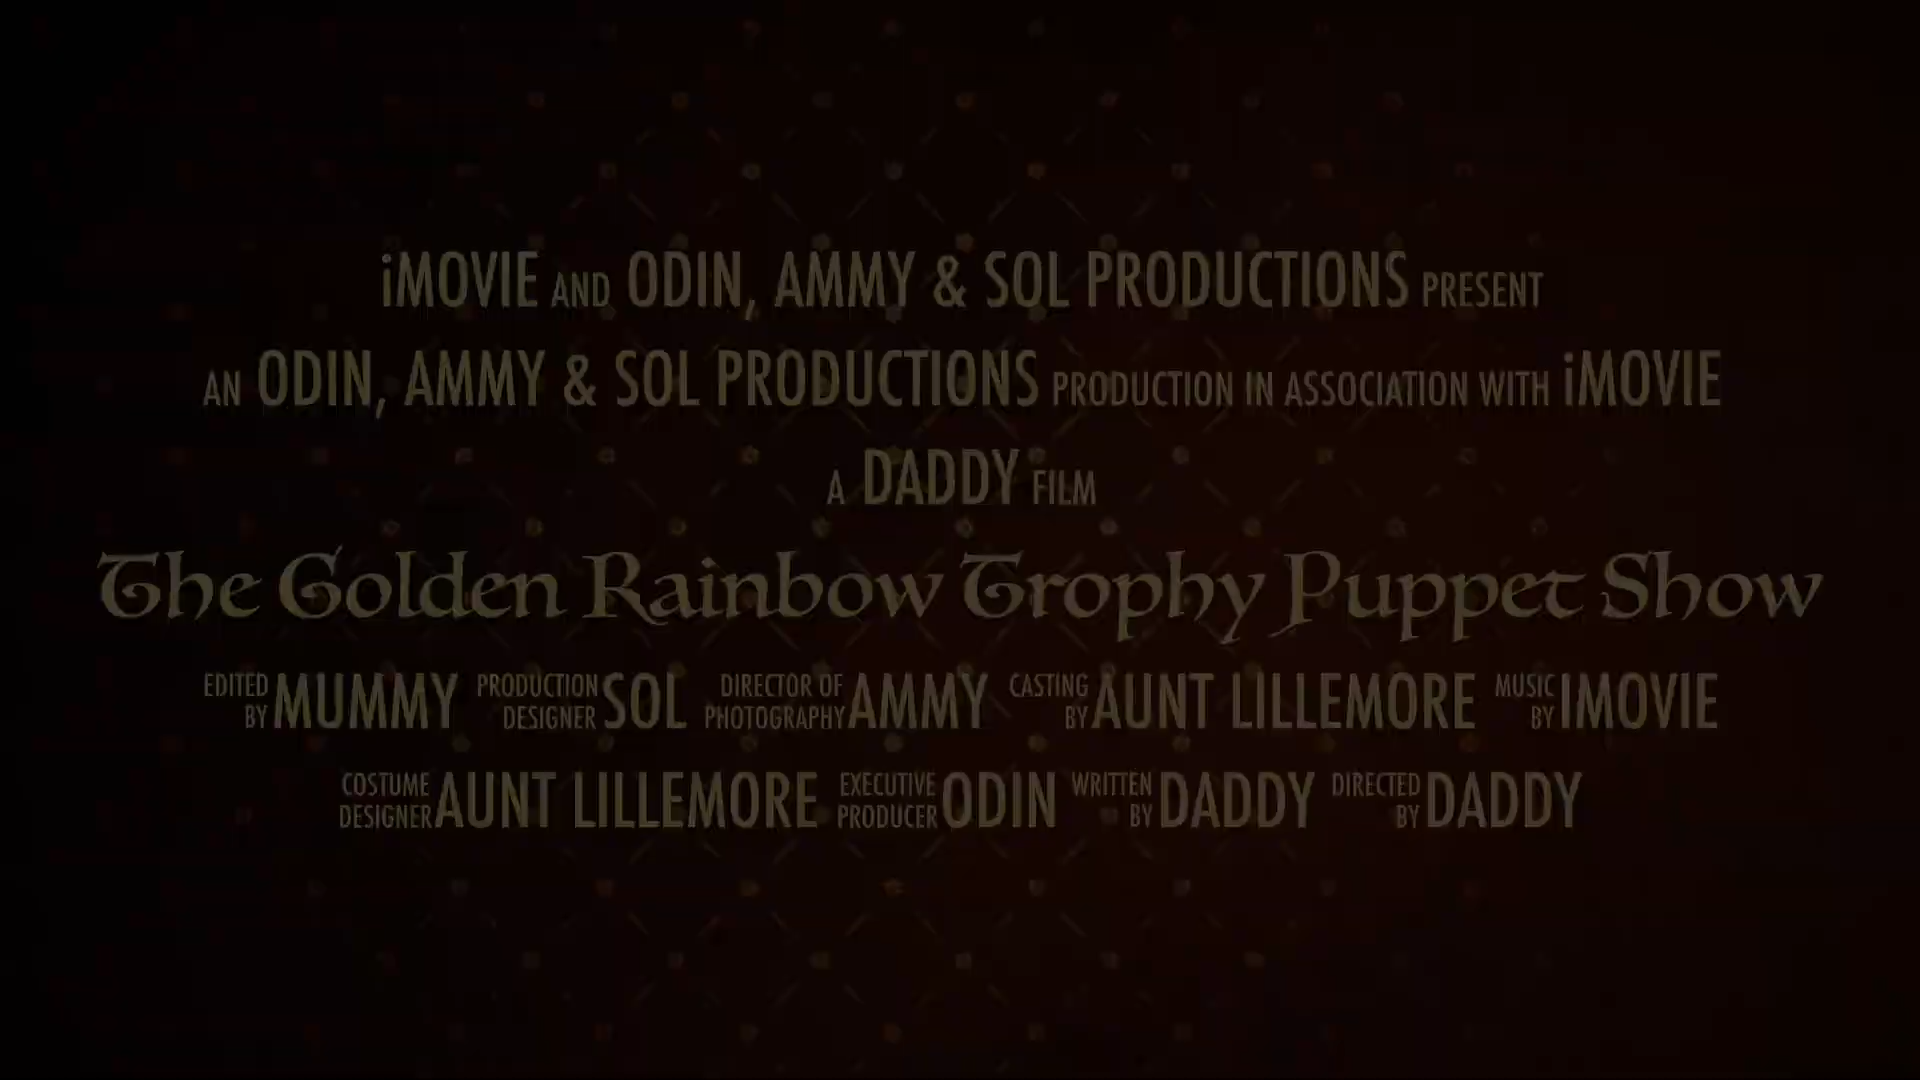 iMOVIE AND ODIN, AMMY & SOL PRODUCTIONS PRESENT
AN ODIN, AMMY & SOL PRODUCTIONS PRODUCTION IN ASSOCIATION WITH iMOVIE
A DADDY FILM
The Golden Rainbow Trophy Puppet Show
EDITED BY MUMMY PRODUCTION DESIGNER SOL DIRECTOR OF PHOTOGRAPHY AMMY CASTING BY AUNT LILLEMORE MUSIC BY IMOVIE
COSTUME DESIGNER AUNT LILLEMORE EXECUTIVE PRODUCER ODIN WRITTEN BY DADDY DIRECTED BY DADDY